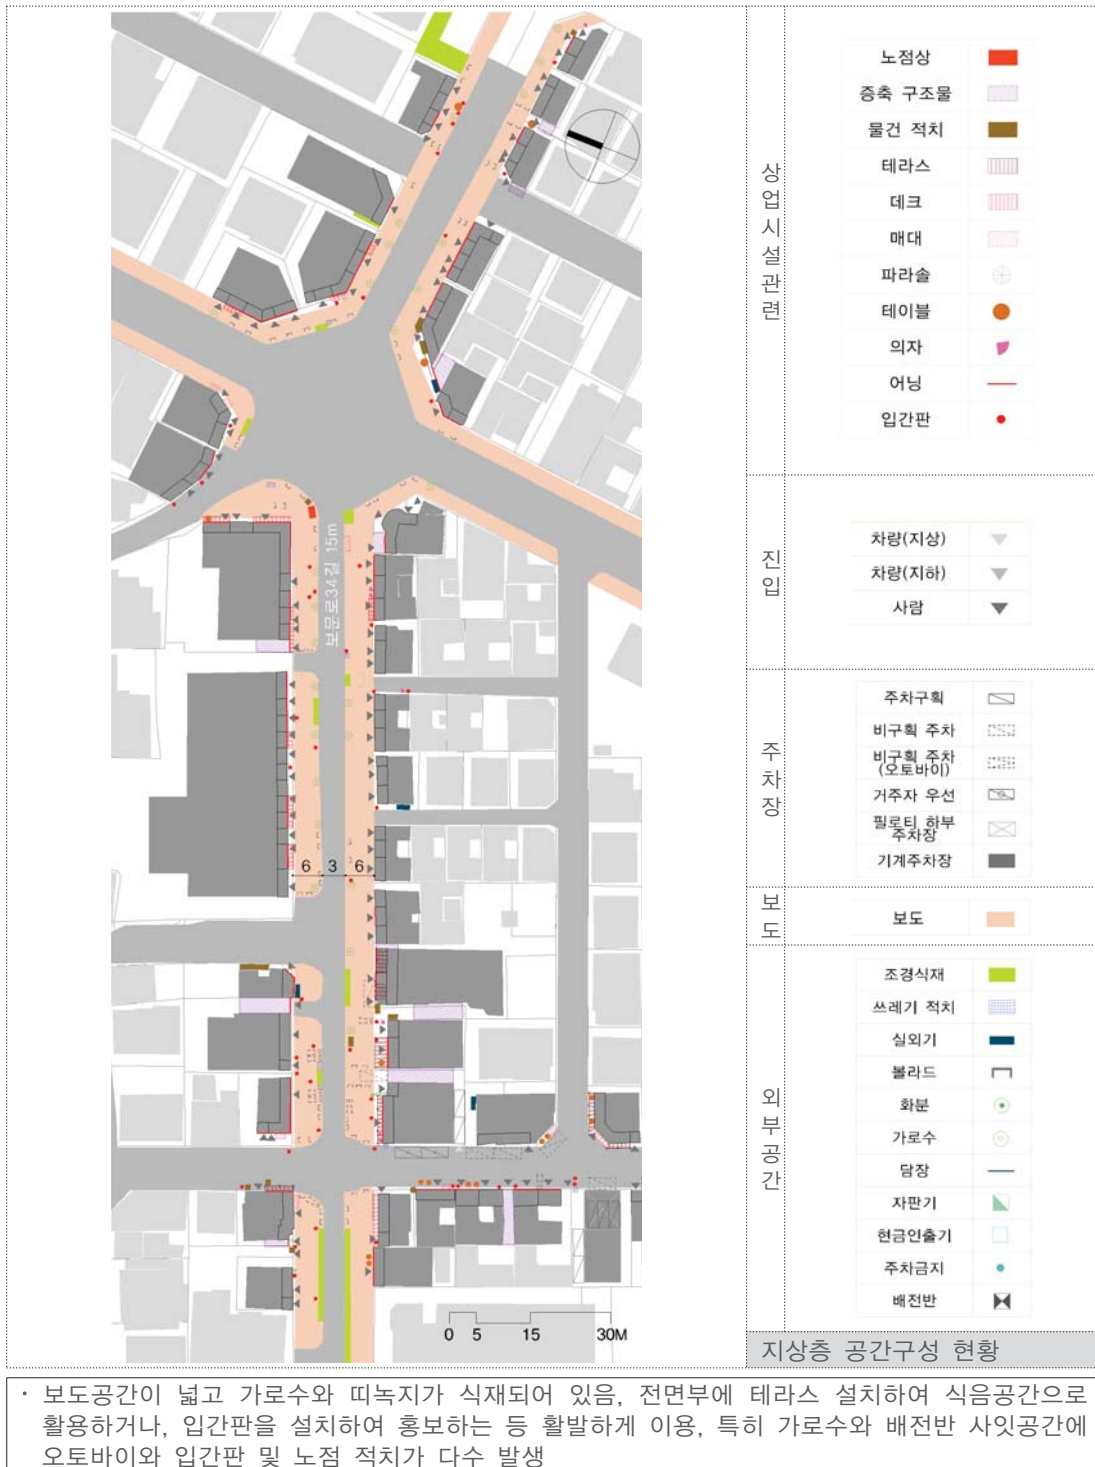 보문로34길 15m
6 3 6
0 5 15 30M
상업시설관련
노점상
증축 구조물
물건 적치
테라스
데크
매대
파라솔
테이블
의자
어닝
입간판
진입
차량(지상)
차량(지하)
사람
주차장
주차구획
비구획 주차
비구획 주차
(오토바이)
거주자 우선
필로티 하부
주차장
기계주차장
보도
보도
외부공간
조경식재
쓰레기 적치
실외기
볼라드
화분
가로수
담장
자판기
현금인출기
주차금지
배전반
지상층 공간구성 현황
· 보도공간이 넓고 가로수와 띠녹지가 식재되어 있음, 전면부에 테라스 설치하여 식음공간으로
활용하거나, 입간판을 설치하여 홍보하는 등 활발하게 이용, 특히 가로수와 배전반 사잇공간에
오토바이와 입간판 및 노점 적치가 다수 발생